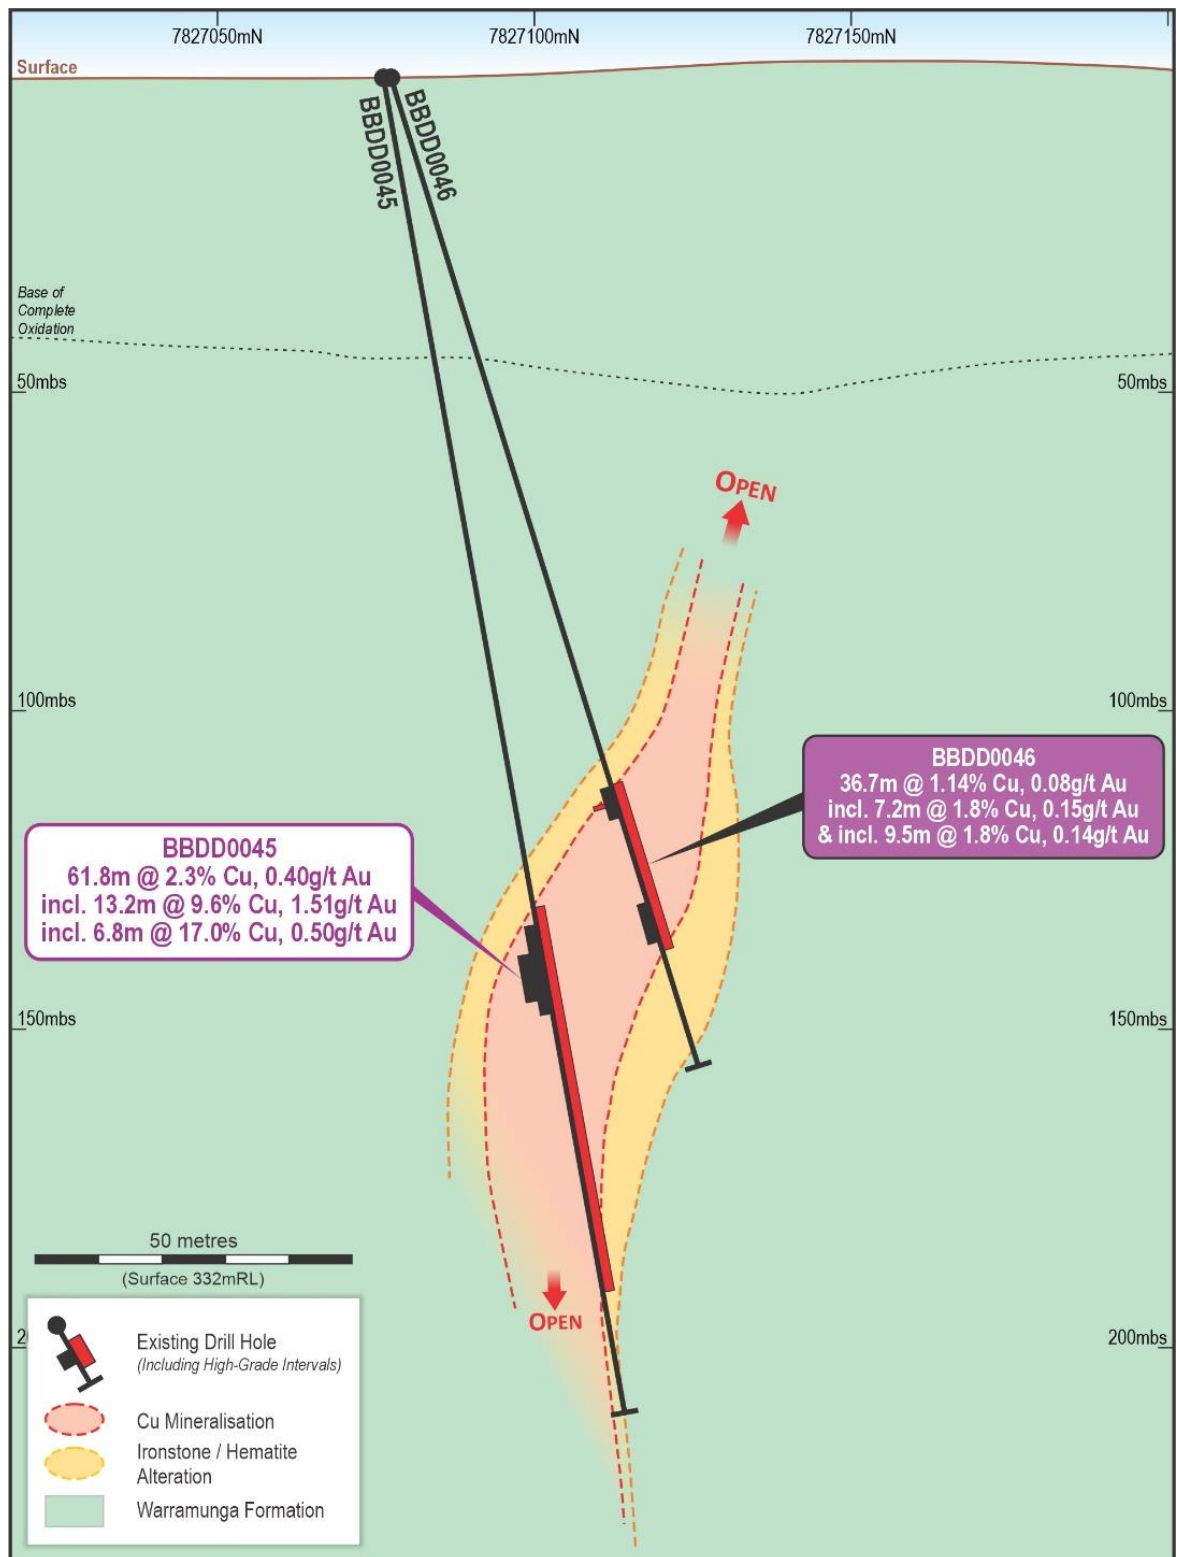 7827050mN
7827100mN
7827150mN
Surface
BBDD0045
BBDD0046
Base of
Complete
Oxidation
50mbs
50mbs
OPEN
100mbs
100mbs
BBDD0046
36.7m @ 1.14% Cu, 0.08g/t Au
incl. 7.2m @ 1.8% Cu, 0.15g/t Au
& incl. 9.5m @ 1.8% Cu, 0.14g/t Au
BBDD0045
61.8m @ 2.3% Cu, 0.40g/t Au
incl. 13.2m @ 9.6% Cu, 1.51g/t Au
incl. 6.8m @ 17.0% Cu, 0.50g/t Au
150mbs
150mbs
50 metres
(Surface 332mRL)
OPEN
200mbs
Existing Drill Hole
(Including High-Grade Intervals)
Cu Mineralisation
Ironstone / Hematite
Alteration
Warramunga Formation